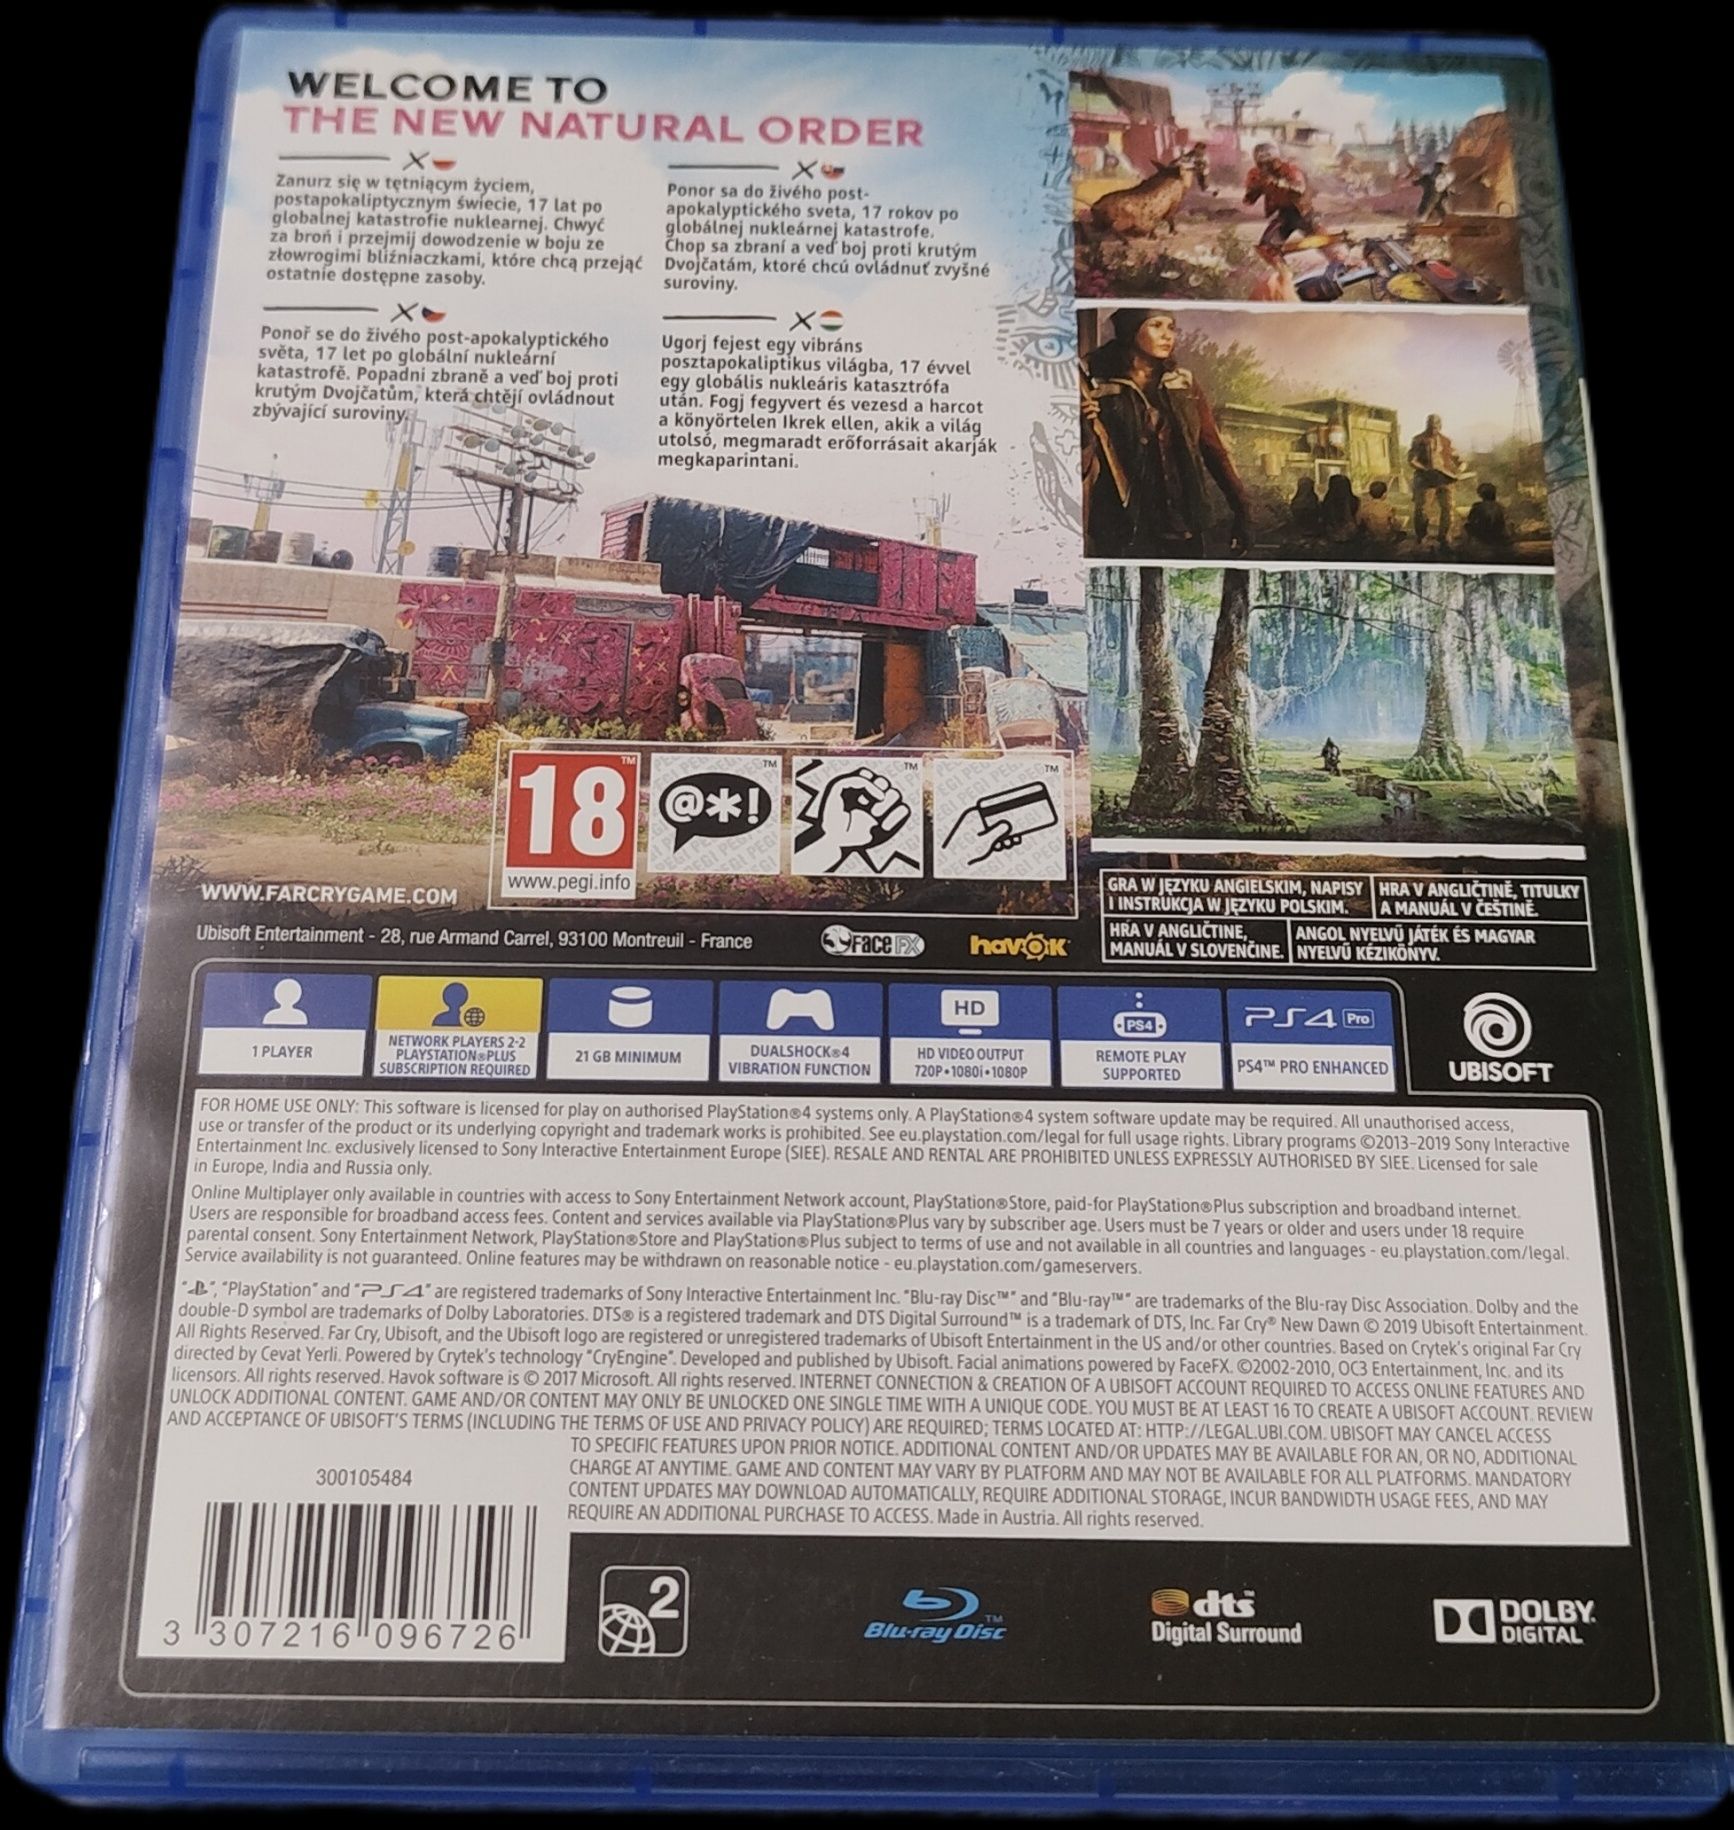 WELCOME TO
THE NEW NATURAL ORDER
Zanurz się w tętniącym życiem,
postapokaliptycznym świecie, 17 lat po
globalnej katastrofie nuklearnej. Chwyć
za broń i przejmij dowodzenie w boju ze
złowrogimi bliźniaczkami, które chcą przejąć
ostatnie dostępne zasoby.
Ponor sa do živého post-
apokalyptického sveta, 17 rokov po
globálnej nukleárnej katastrofe.
Chop sa zbraní a veď boj proti krutým
Dvojčatám, ktoré chcú ovládnuť zvyšné
suroviny.
Ponoř se do živého post-apokalyptického
světa, 17 let po globální nukleární
katastrofě. Popadni zbraně a veď boj proti
krutým Dvojčatům, která chtějí ovládnout
zbývající suroviny.
Ugorj fejest egy vibráns
posztapokaliptikus világba, 17 évvel
egy globális nukleáris katasztrófa
után. Fogj fegyvert és vezesd a harcot
a könyörtelen Ikrek ellen, akik a világ
utolsó, megmaradt erőforrásait akarják
megkaparintani.
18™
www.pegi.info
@*!
™
™
™
WWW.FARCRYGAME.COM
Ubisoft Entertainment - 28, rue Armand Carrel, 93100 Montreuil - France
FaceFX
havok
GRA W JĘZYKU ANGIELSKIM, NAPISY
I INSTRUKCJA W JĘZYKU POLSKIM.
HRA V ANGLIČTINĚ, TITULKY
A MANUÁL V ČEŠTINĚ.
HRA V ANGLIČTINE,
MANUÁL V SLOVENČINE.
ANGOL NYELVŰ JÁTÉK ÉS MAGYAR
NYELVŰ KÉZIKÖNYV.
1 PLAYER
NETWORK PLAYERS 2-2
PLAYSTATION®PLUS
SUBSCRIPTION REQUIRED
21 GB MINIMUM
DUALSHOCK®4
VIBRATION FUNCTION
HD
HD VIDEO OUTPUT
720P•1080i•1080P
PS4
REMOTE PLAY
SUPPORTED
PS4 Pro
PS4™ PRO ENHANCED
UBISOFT
FOR HOME USE ONLY: This software is licensed for play on authorised PlayStation®4 systems only. A PlayStation®4 system software update may be required. All unauthorised access,
use or transfer of the product or its underlying copyright and trademark works is prohibited. See eu.playstation.com/legal for full usage rights. Library programs ©2013-2019 Sony Interactive
Entertainment Inc. exclusively licensed to Sony Interactive Entertainment Europe (SIEE). RESALE AND RENTAL ARE PROHIBITED UNLESS EXPRESSLY AUTHORISED BY SIEE. Licensed for sale
in Europe, India and Russia only.
Online Multiplayer only available in countries with access to Sony Entertainment Network account, PlayStation®Store, paid-for PlayStation®Plus subscription and broadband internet.
Users are responsible for broadband access fees. Content and services available via PlayStation®Plus vary by subscriber age. Users must be 7 years or older and users under 18 require
parental consent. Sony Entertainment Network, PlayStation®Store and PlayStation®Plus subject to terms of use and not available in all countries and languages - eu.playstation.com/legal.
Service availability is not guaranteed. Online features may be withdrawn on reasonable notice - eu.playstation.com/gameservers.
"PS", "PlayStation" and "PS4" are registered trademarks of Sony Interactive Entertainment Inc. "Blu-ray Disc™" and "Blu-ray™" are trademarks of the Blu-ray Disc Association. Dolby and the
double-D symbol are trademarks of Dolby Laboratories. DTS® is a registered trademark and DTS Digital Surround™ is a trademark of DTS, Inc. Far Cry® New Dawn © 2019 Ubisoft Entertainment.
All Rights Reserved. Far Cry, Ubisoft, and the Ubisoft logo are registered or unregistered trademarks of Ubisoft Entertainment in the US and/or other countries. Based on Crytek's original Far Cry
directed by Cevat Yerli. Powered by Crytek's technology "CryEngine". Developed and published by Ubisoft. Facial animations powered by FaceFX. ©2002-2010, OC3 Entertainment, Inc. and its
licensors. All rights reserved. Havok software is © 2017 Microsoft. All rights reserved. INTERNET CONNECTION & CREATION OF A UBISOFT ACCOUNT REQUIRED TO ACCESS ONLINE FEATURES AND
UNLOCK ADDITIONAL CONTENT. GAME AND/OR CONTENT MAY ONLY BE UNLOCKED ONE SINGLE TIME WITH A UNIQUE CODE. YOU MUST BE AT LEAST 16 TO CREATE A UBISOFT ACCOUNT. REVIEW
AND ACCEPTANCE OF UBISOFT'S TERMS (INCLUDING THE TERMS OF USE AND PRIVACY POLICY) ARE REQUIRED; TERMS LOCATED AT: HTTP://LEGAL.UBI.COM. UBISOFT MAY CANCEL ACCESS
TO SPECIFIC FEATURES UPON PRIOR NOTICE. ADDITIONAL CONTENT AND/OR UPDATES MAY BE AVAILABLE FOR AN, OR NO, ADDITIONAL
CHARGE AT ANYTIME. GAME AND CONTENT MAY VARY BY PLATFORM AND MAY NOT BE AVAILABLE FOR ALL PLATFORMS. MANDATORY
CONTENT UPDATES MAY DOWNLOAD AUTOMATICALLY, REQUIRE ADDITIONAL STORAGE, INCUR BANDWIDTH USAGE FEES, AND MAY
REQUIRE AN ADDITIONAL PURCHASE TO ACCESS. Made in Austria. All rights reserved.
300105484
3 307216 096726
2
Blu-ray Disc™
dts
Digital Surround
DOLBY
DIGITAL